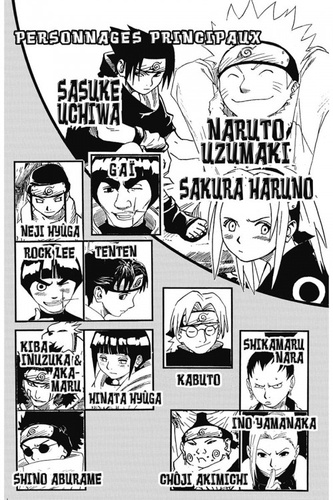 PERSONNAGES PRINCIPAUX
SASUKE
UCHIWA
NARUTO
UZUMAKI
SAKURA HARUNO
GAI
NEJI HYÛGA
ROCK LEE
TENTEN
KIBA
INUZUKA &
AKA-
MARU
HINATA HYÛGA
SHINO ABURAME
KABUTO
SHIKAMARU
NARA
INO YAMANAKA
CHÔJI AKIMICHI